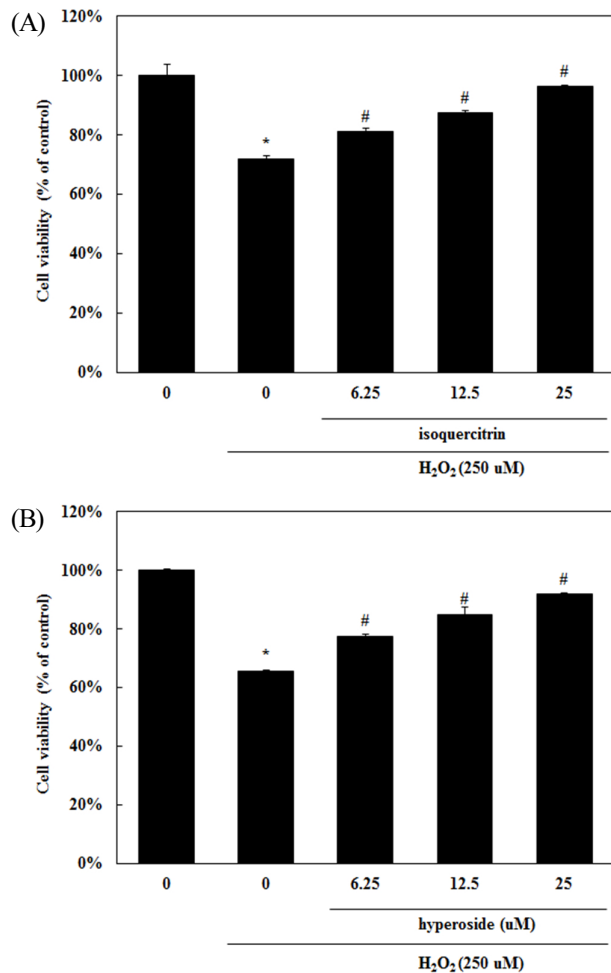 (A)
Cell viability (% of control)
120%
100%
80%
60%
40%
20%
0%
*
#
#
#
0 0 6.25 12.5 25
isoquercitrin
H₂O₂ (250 uM)
(B)
Cell viability (% of control)
120%
100%
80%
60%
40%
20%
0%
*
#
#
#
0 0 6.25 12.5 25
hyperoside (uM)
H₂O₂ (250 uM)